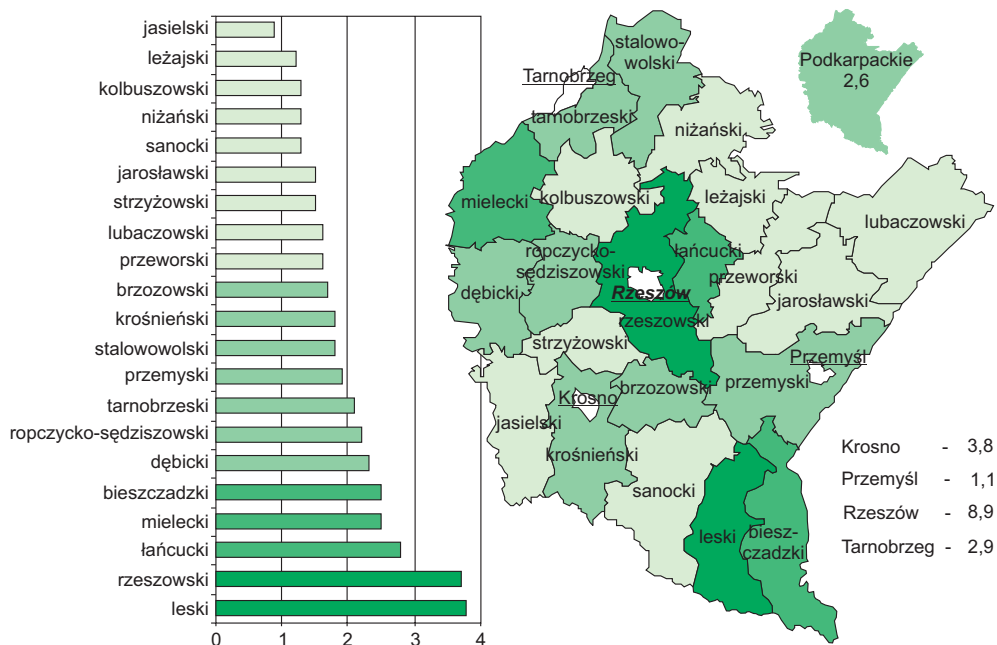 jasielski
leżajski
kolbuszowski
niżański
sanocki
jarosławski
strzyżowski
lubaczowski
przeworski
brzozowski
krośnieński
stalowowolski
przemyski
tarnobrzeski
ropczycko-sędziszowski
dębicki
bieszczadzki
mielecki
łańcucki
rzeszowski
leski
0 1 2 3 4
stalowo-
wolski
Tarnobrzeg
tarnobrzeski
niżański
mielecki
kolbuszowski
leżajski
lubaczowski
ropczycko-
sędziszowski
łańcucki
dębicki
przeworski
Rzeszów
jarosławski
rzeszowski
strzyżowski
Przemyśl
brzozowski
przemyski
Krosno
jasielski
krośnieński
sanocki
leski
biesz-
czadzki
Podkarpackie
2,6
Krosno - 3,8
Przemyśl - 1,1
Rzeszów - 8,9
Tarnobrzeg - 2,9